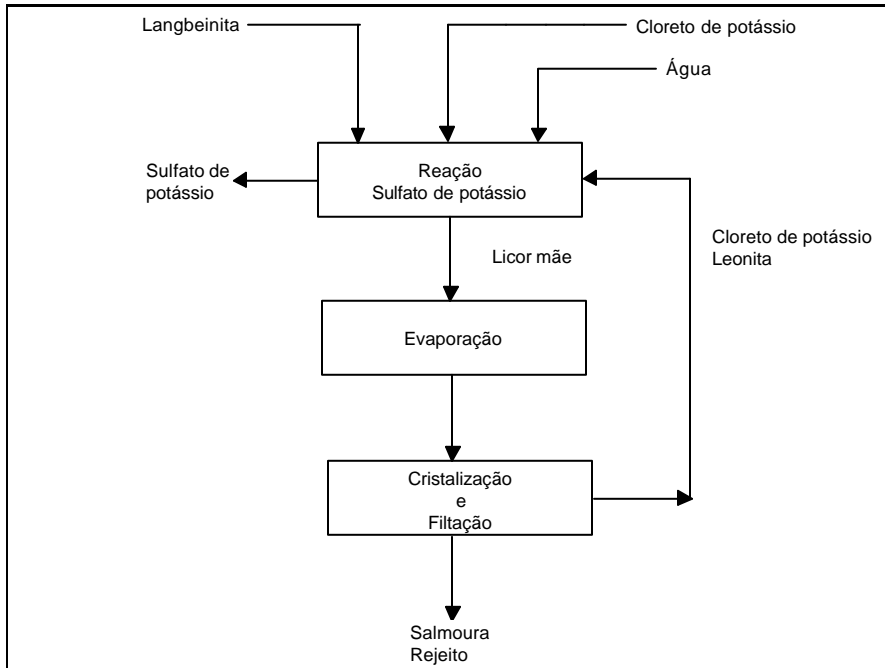 Langbeinita
Cloreto de potássio
Água
Reação
Sulfato de potássio
Sulfato de
potássio
Cloreto de potássio
Leonita
Licor mãe
Evaporação
Cristalização
e
Filtação
Salmoura
Rejeito